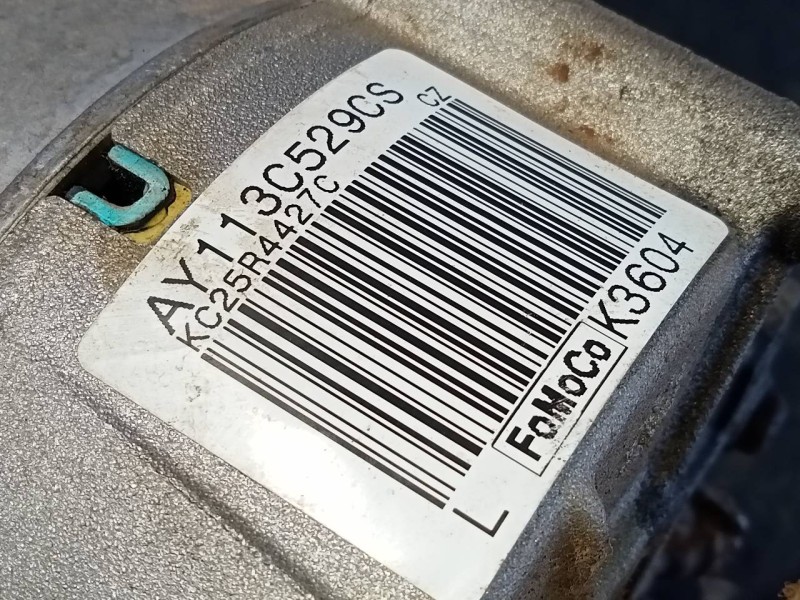 AY113C529CS
CZ
KC25R4427C
K3604
FoMoCo
L